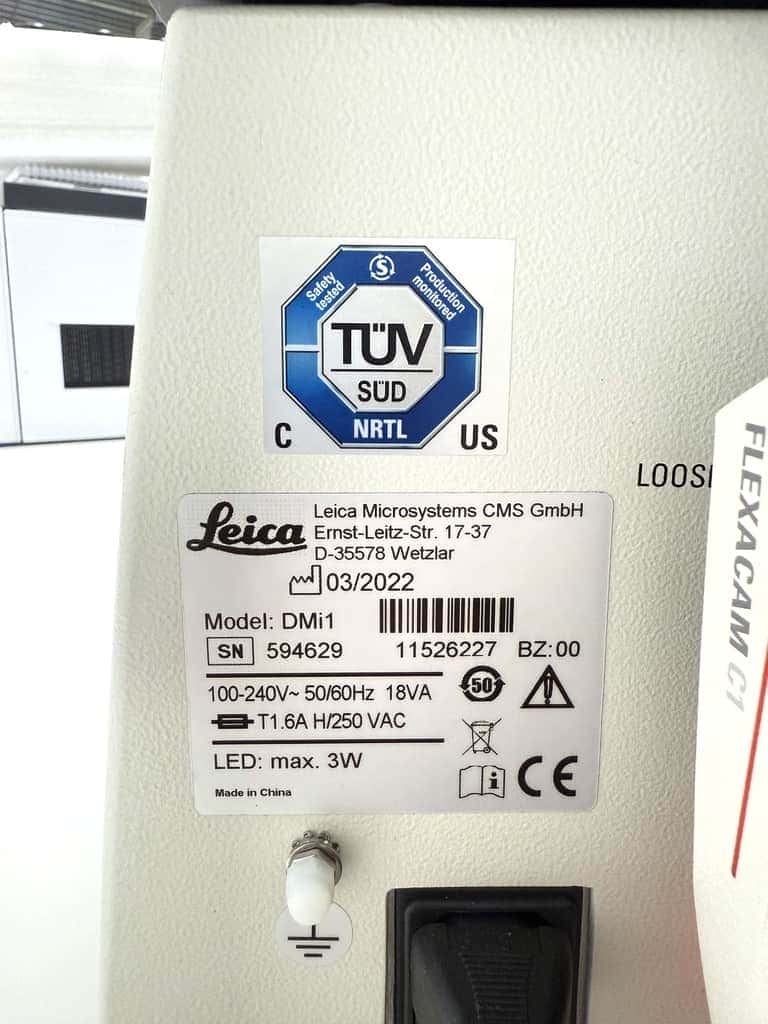 Safety tested
Production monitored
TÜV
SÜD
NRTL
C US
LOOS
FLEXACAM C1
Leica
Leica Microsystems CMS GmbH
Ernst-Leitz-Str. 17-37
D-35578 Wetzlar
03/2022
Model: DMi1
SN 594629 11526227 BZ:00
100-240V~ 50/60Hz 18VA
50
T1.6A H/250 VAC
LED: max. 3W
Made in China
CE